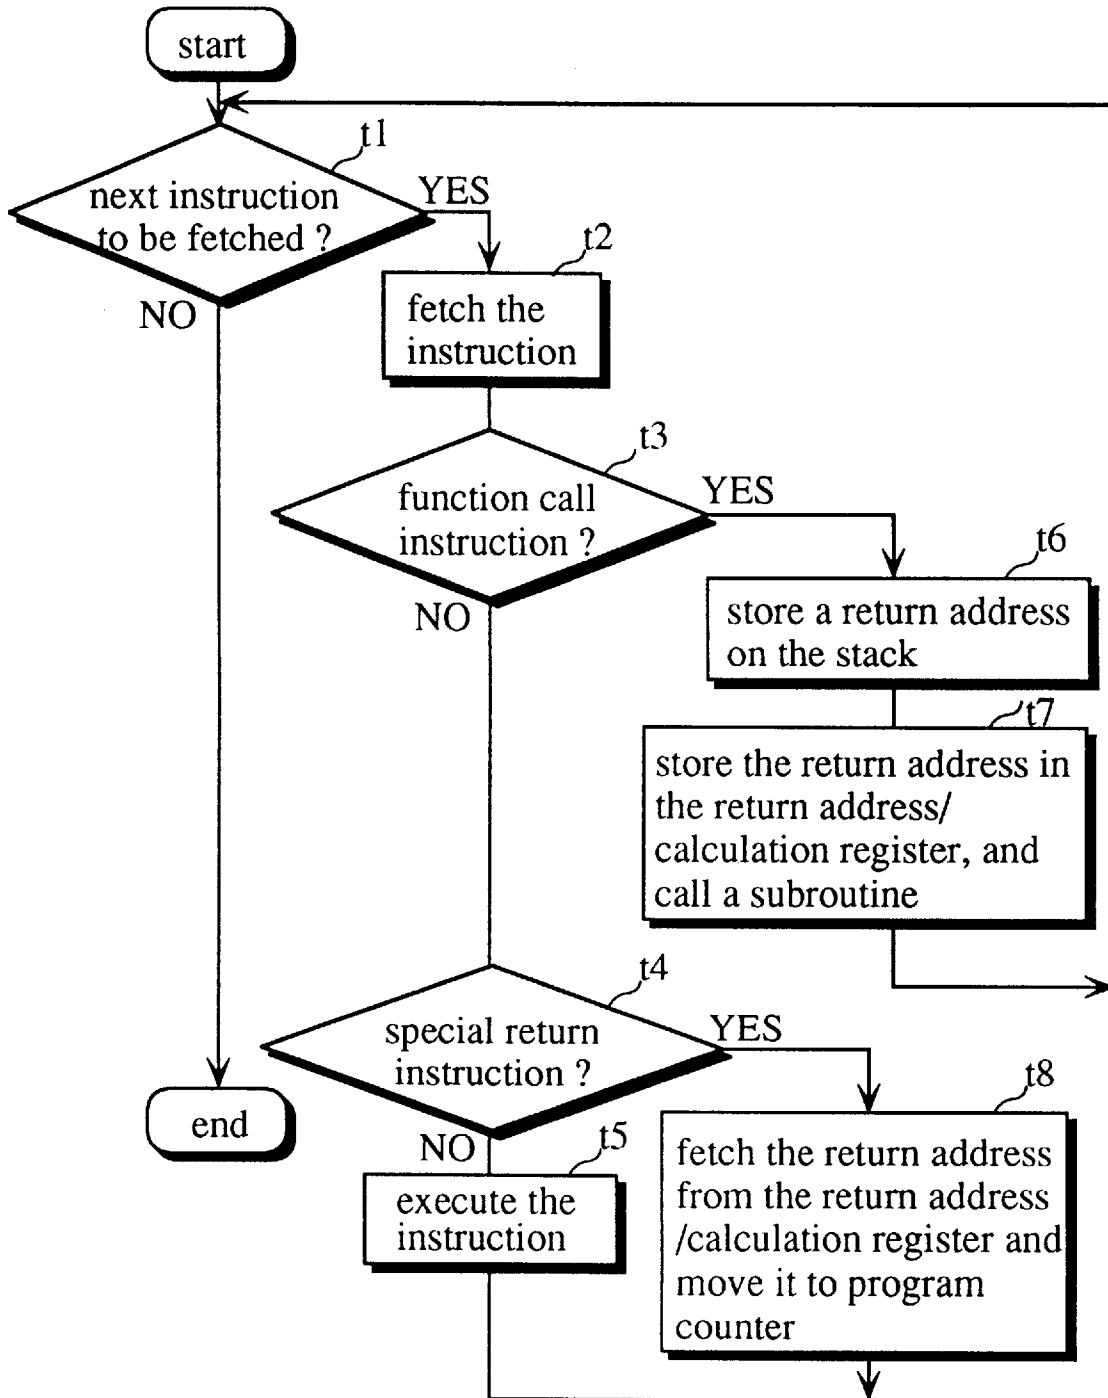 start
t1
next instruction
to be fetched ?
YES
NO
t2
fetch the
instruction
t3
function call
instruction ?
YES
NO
t6
store a return address
on the stack
t7
store the return address in
the return address/
calculation register, and
call a subroutine
t4
special return
instruction ?
YES
NO
end
t5
execute the
instruction
t8
fetch the return address
from the return address
/calculation register and
move it to program
counter